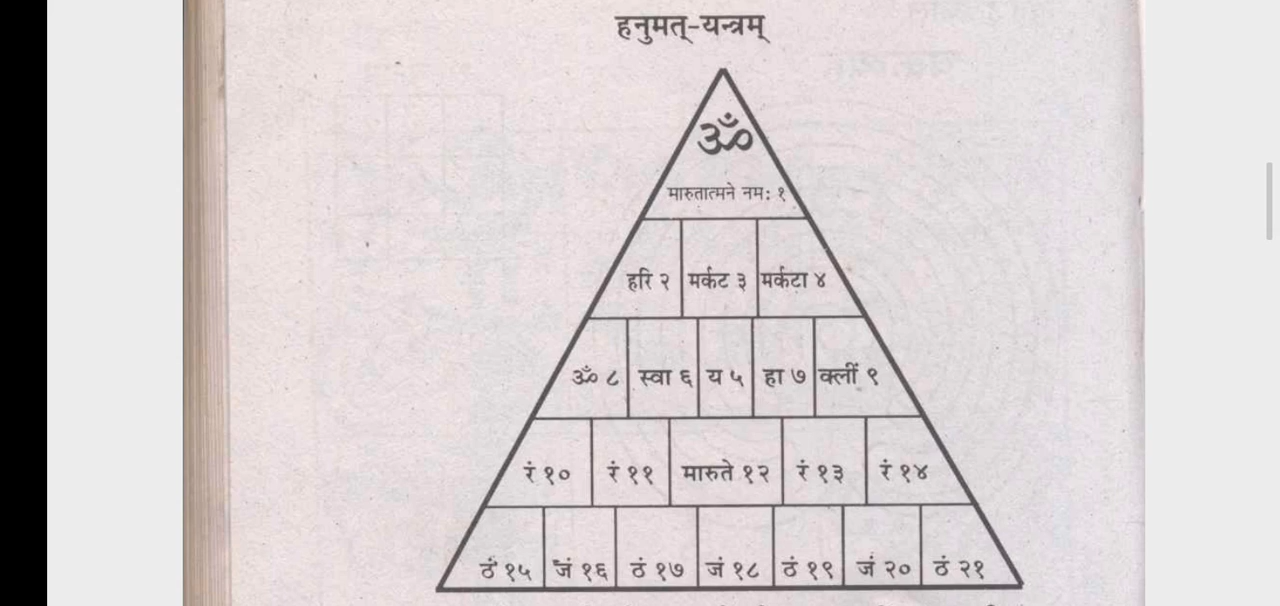 हनुमत्-यन्त्रम्
ॐ
मारुतात्मने नमः १
हरि २ मर्कट ३ मर्कटा ४
ॐ ८ स्वा ६ य ५ हा ७ क्लीं ९
रं १० रं ११ मारुते १२ रं १३ रं १४
ठं १५ जं १६ ठं १७ जं १८ ठं १९ जं २० ठं २१